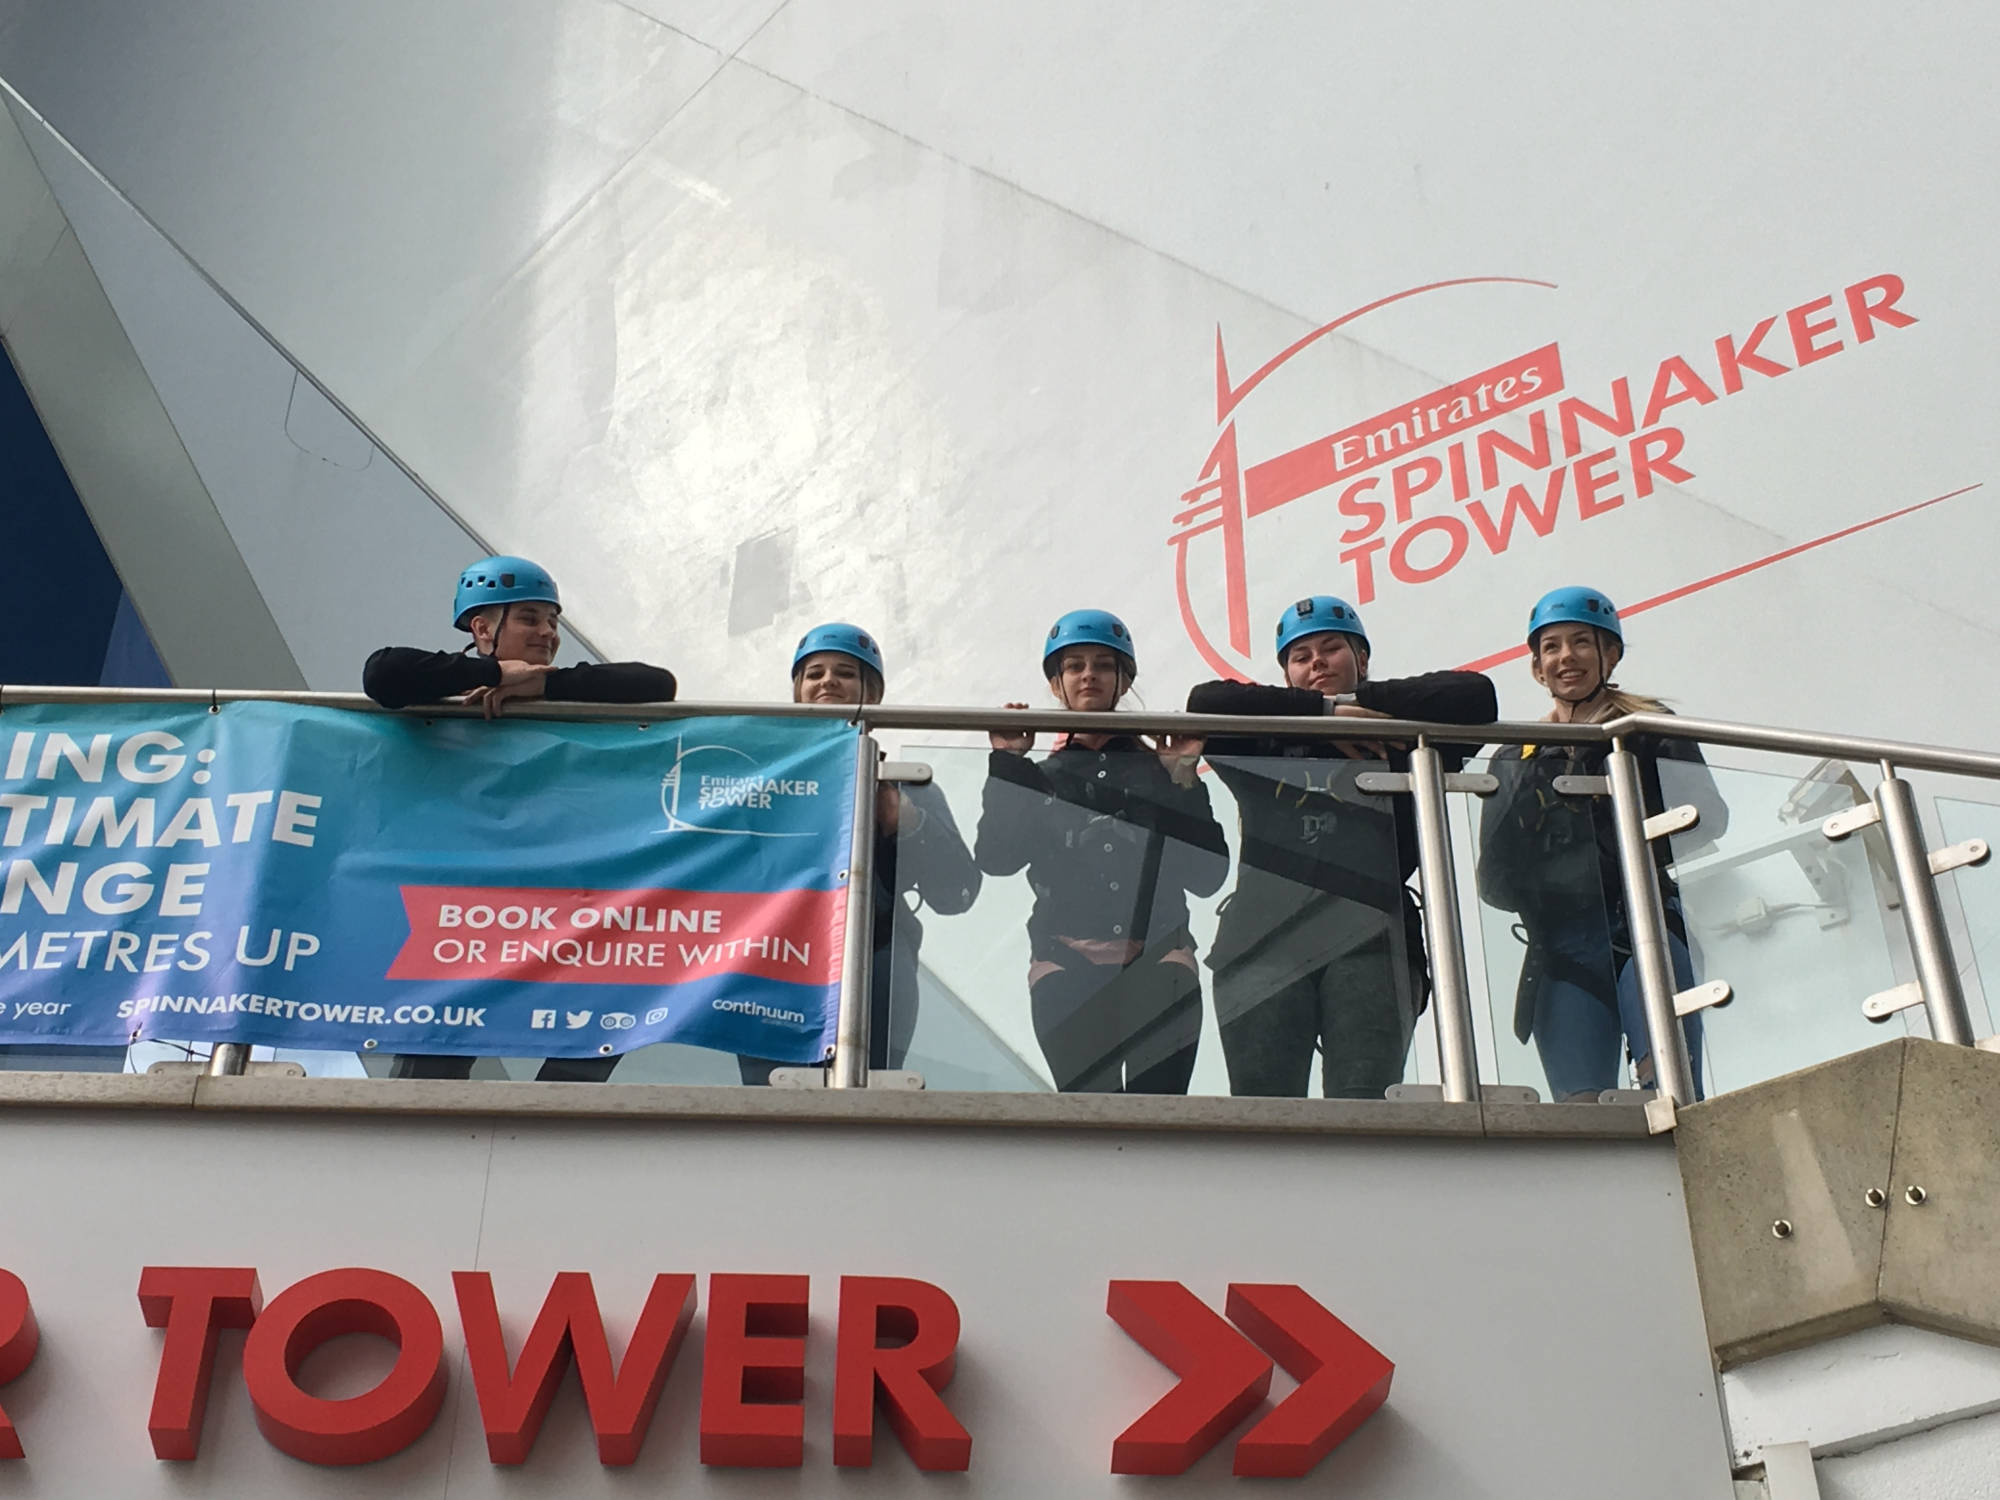 Emirates
SPINNAKER
TOWER
ING:
TIMATE
NGE
METRES UP
e year
SPINNAKERTOWER.CO.UK
Emirates
SPINNAKER
TOWER
BOOK ONLINE
OR ENQUIRE WITHIN
continuum
R TOWER »